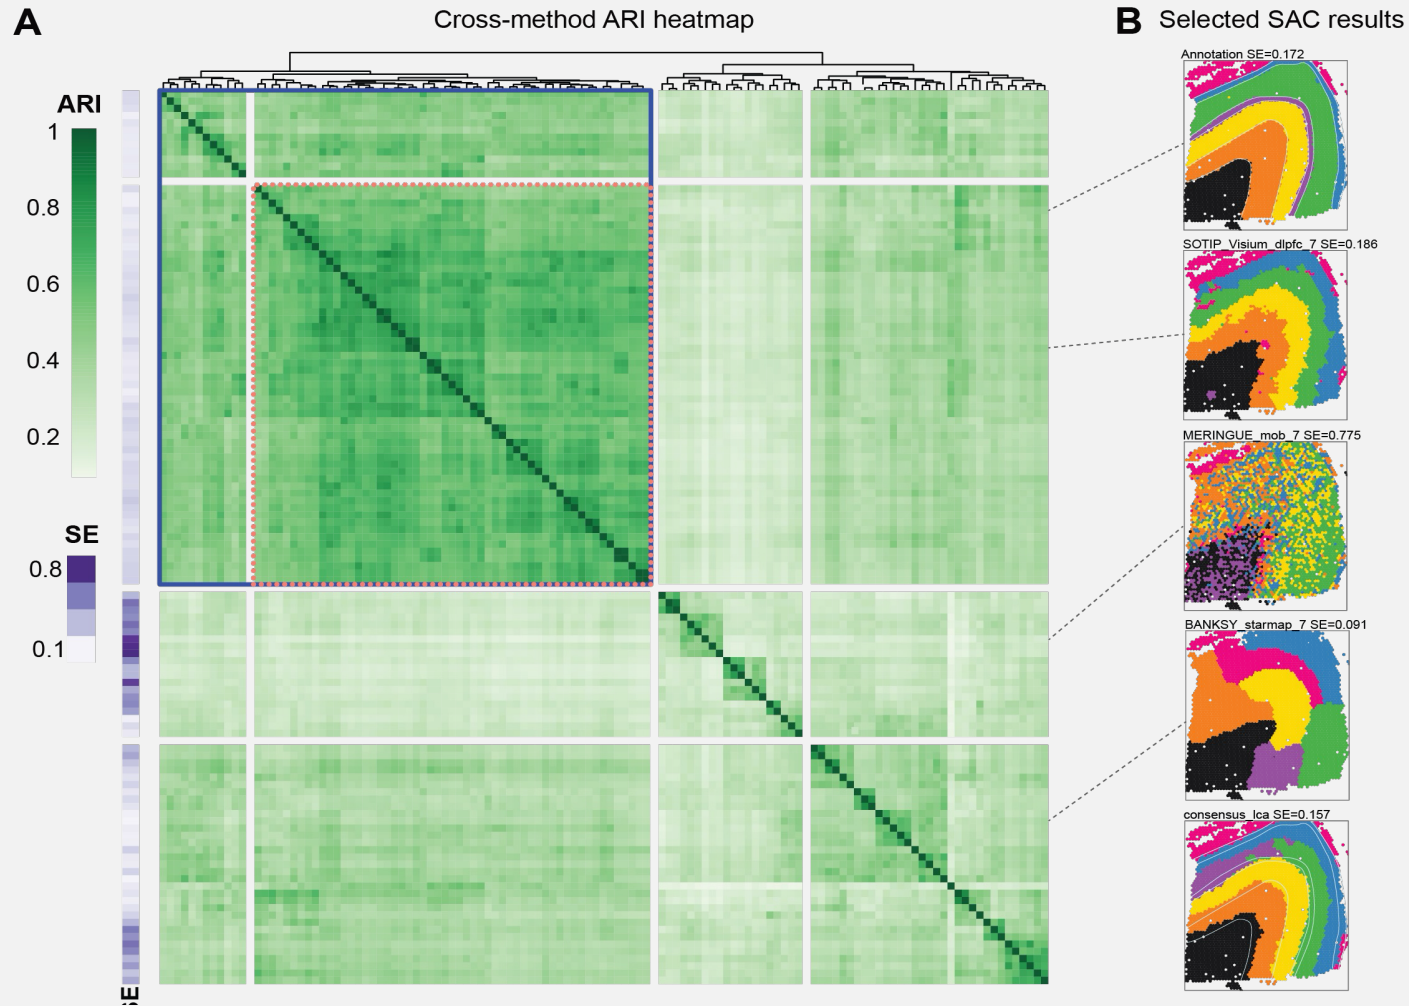 A
Cross-method ARI heatmap
B
Selected SAC results
ARI
1
0.8
0.6
0.4
0.2
SE
0.8
0.1
SE
Annotation SE=0.172
SOTIP_Visium_dlpfc_7 SE=0.186
MERINGUE_mob_7 SE=0.775
BANKSY_starmap_7 SE=0.091
consensus_lca SE=0.157